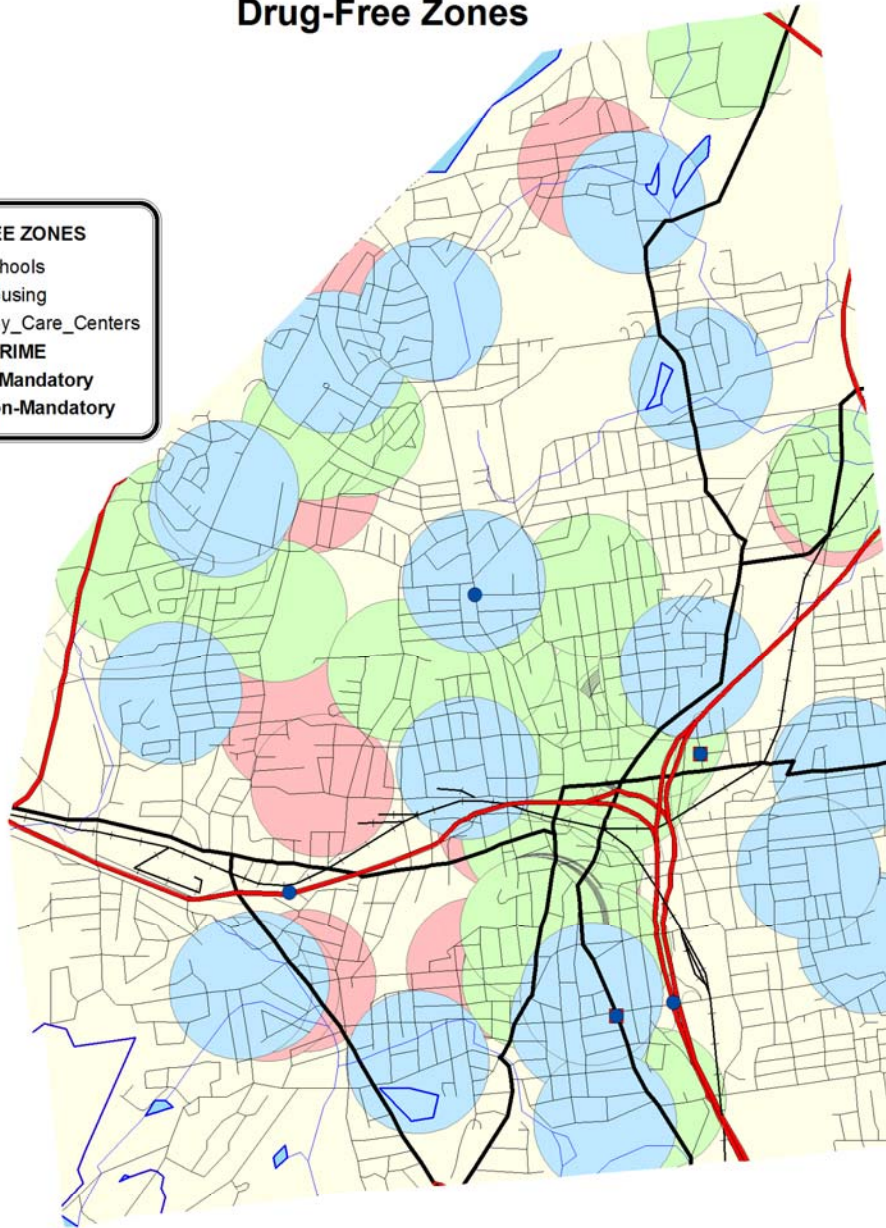 Drug-Free Zones
EE ZONES
hools
using
y_Care_Centers
RIME
Mandatory
n-Mandatory